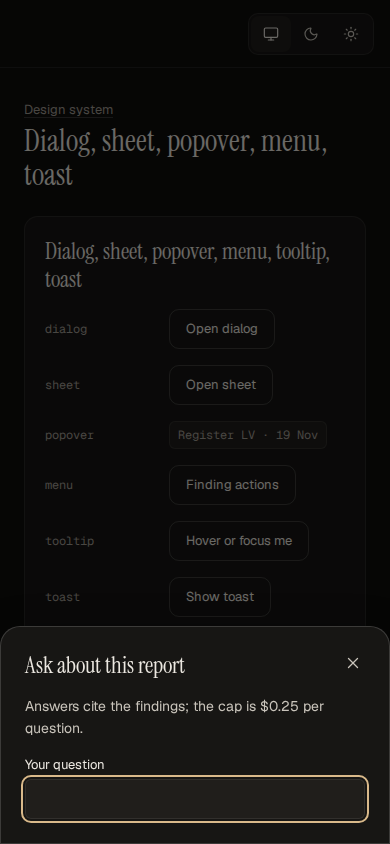 Design system
Dialog, sheet, popover, menu,
toast
Dialog, sheet, popover, menu, tooltip,
toast
dialog
Open dialog
sheet
Open sheet
popover
Register LV · 19 Nov
menu
Finding actions
tooltip
Hover or focus me
toast
Show toast
Ask about this report
Answers cite the findings; the cap is $0.25 per
question.
Your question